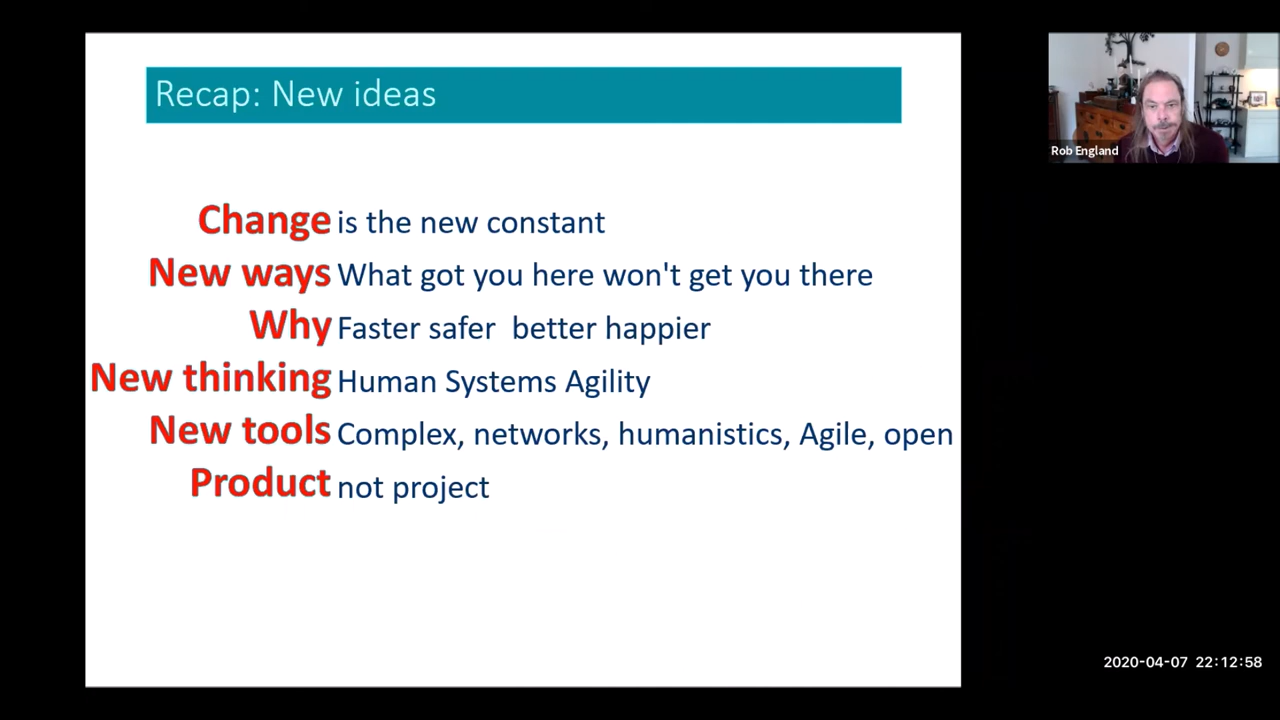 Recap: New ideas
Change is the new constant
New ways What got you here won't get you there
Why Faster safer  better happier
New thinking Human Systems Agility
New tools Complex, networks, humanistics, Agile, open
Product not project
Rob England
2020-04-07 22:12:58